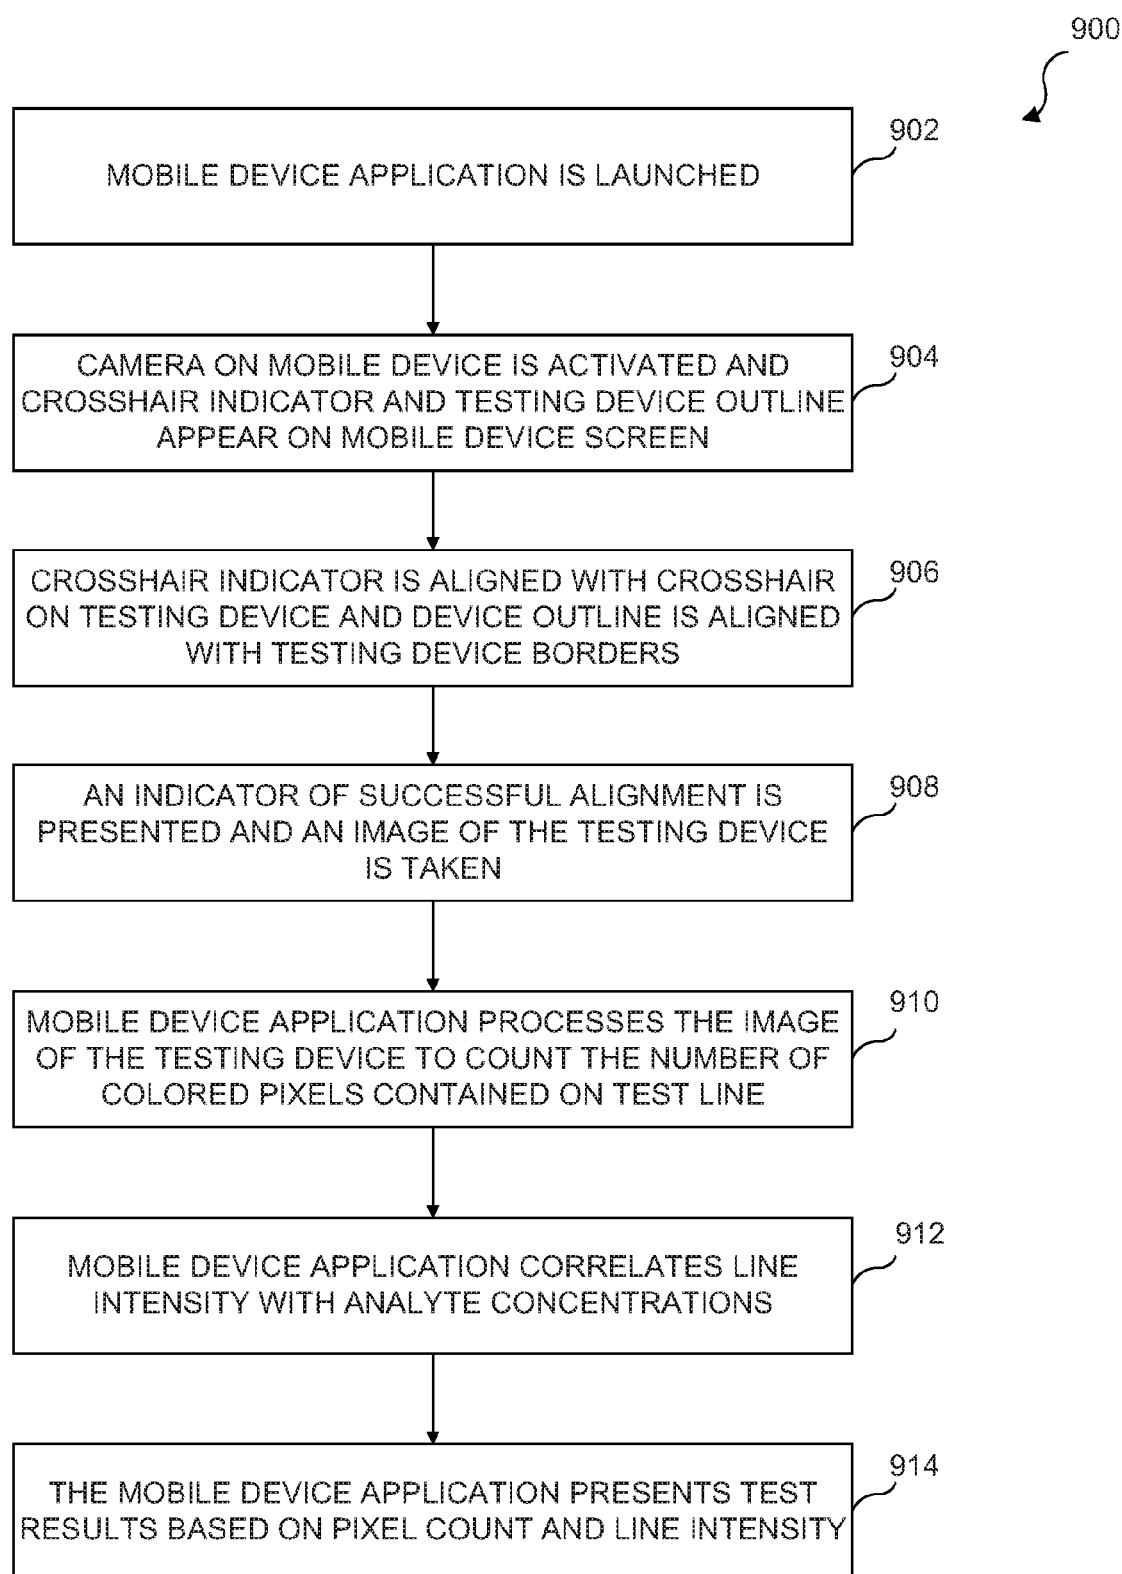 900
902
MOBILE DEVICE APPLICATION IS LAUNCHED
904
CAMERA ON MOBILE DEVICE IS ACTIVATED AND
CROSSHAIR INDICATOR AND TESTING DEVICE OUTLINE
APPEAR ON MOBILE DEVICE SCREEN
906
CROSSHAIR INDICATOR IS ALIGNED WITH CROSSHAIR
ON TESTING DEVICE AND DEVICE OUTLINE IS ALIGNED
WITH TESTING DEVICE BORDERS
908
AN INDICATOR OF SUCCESSFUL ALIGNMENT IS
PRESENTED AND AN IMAGE OF THE TESTING DEVICE
IS TAKEN
910
MOBILE DEVICE APPLICATION PROCESSES THE IMAGE
OF THE TESTING DEVICE TO COUNT THE NUMBER OF
COLORED PIXELS CONTAINED ON TEST LINE
912
MOBILE DEVICE APPLICATION CORRELATES LINE
INTENSITY WITH ANALYTE CONCENTRATIONS
914
THE MOBILE DEVICE APPLICATION PRESENTS TEST
RESULTS BASED ON PIXEL COUNT AND LINE INTENSITY